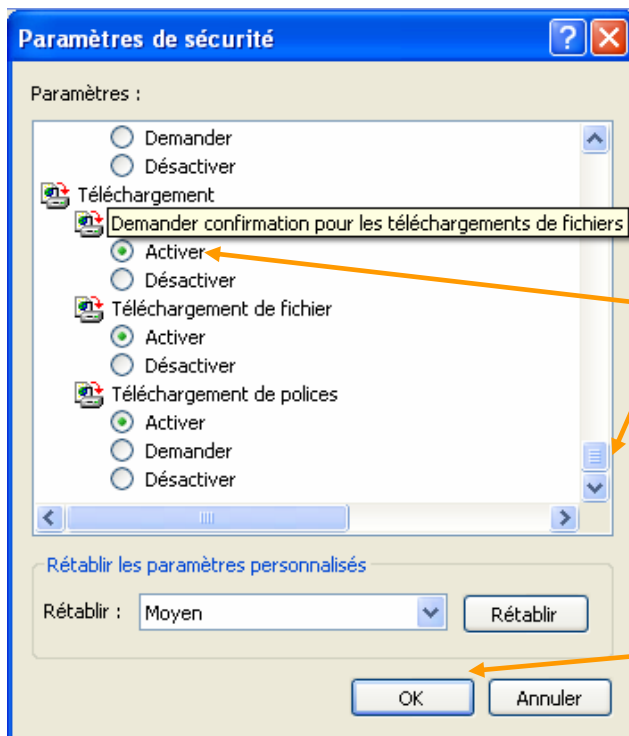 Paramètres de sécurité
Paramètres :
Demander
Désactiver
Téléchargement
Demander confirmation pour les téléchargements de fichiers
Activer
Désactiver
Téléchargement de fichier
Activer
Désactiver
Téléchargement de polices
Activer
Demander
Désactiver
Rétablir les paramètres personnalisés
Rétablir : Moyen Rétablir
OK Annuler